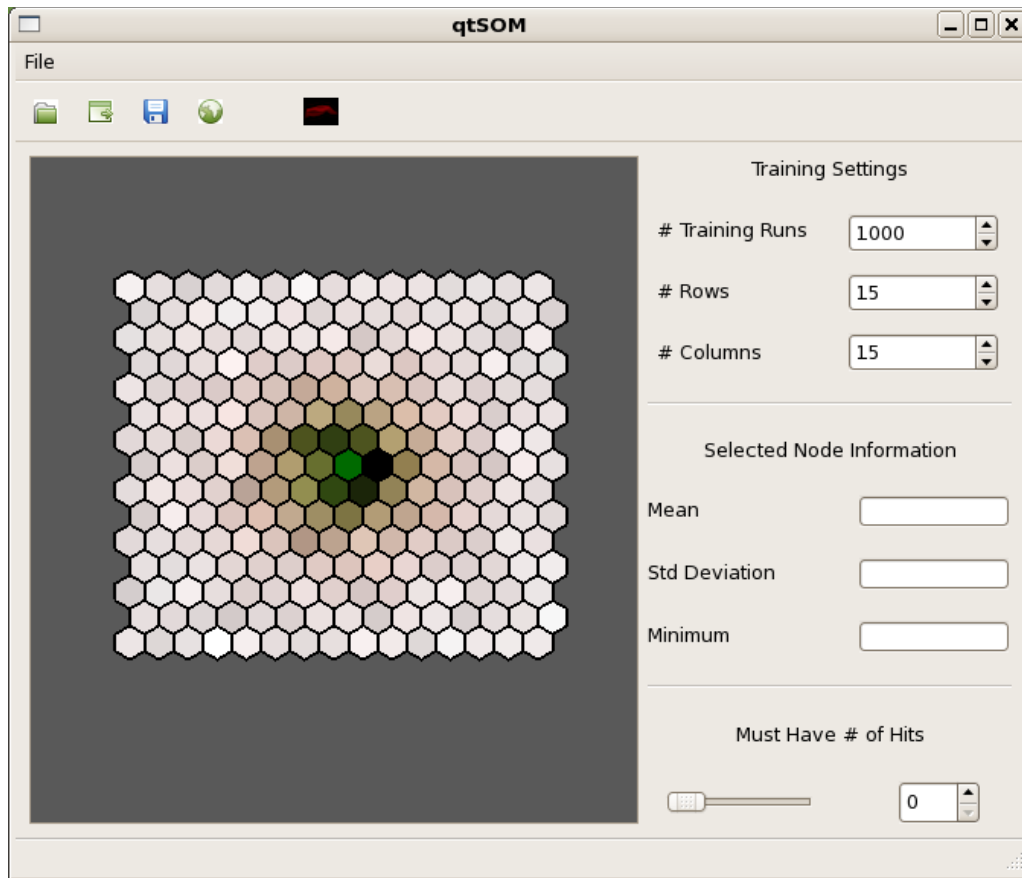 qtSOM
File
Training Settings
# Training Runs 1000
# Rows 15
# Columns 15
Selected Node Information
Mean
Std Deviation
Minimum
Must Have # of Hits
0